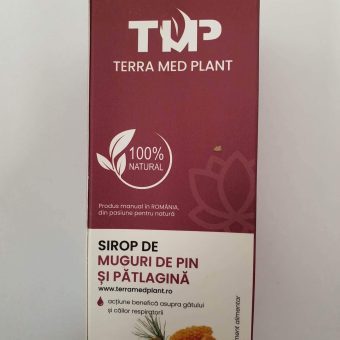 TMP
TERRA MED PLANT
100%
NATURAL
Produs manual în ROMÂNIA,
din pasiune pentru natură
SIROP DE
MUGURI DE PIN
ȘI PĂTLAGINĂ
www.terramedplant.ro
acțiune benefică asupra gâtului
și căilor respiratorii
alimentar